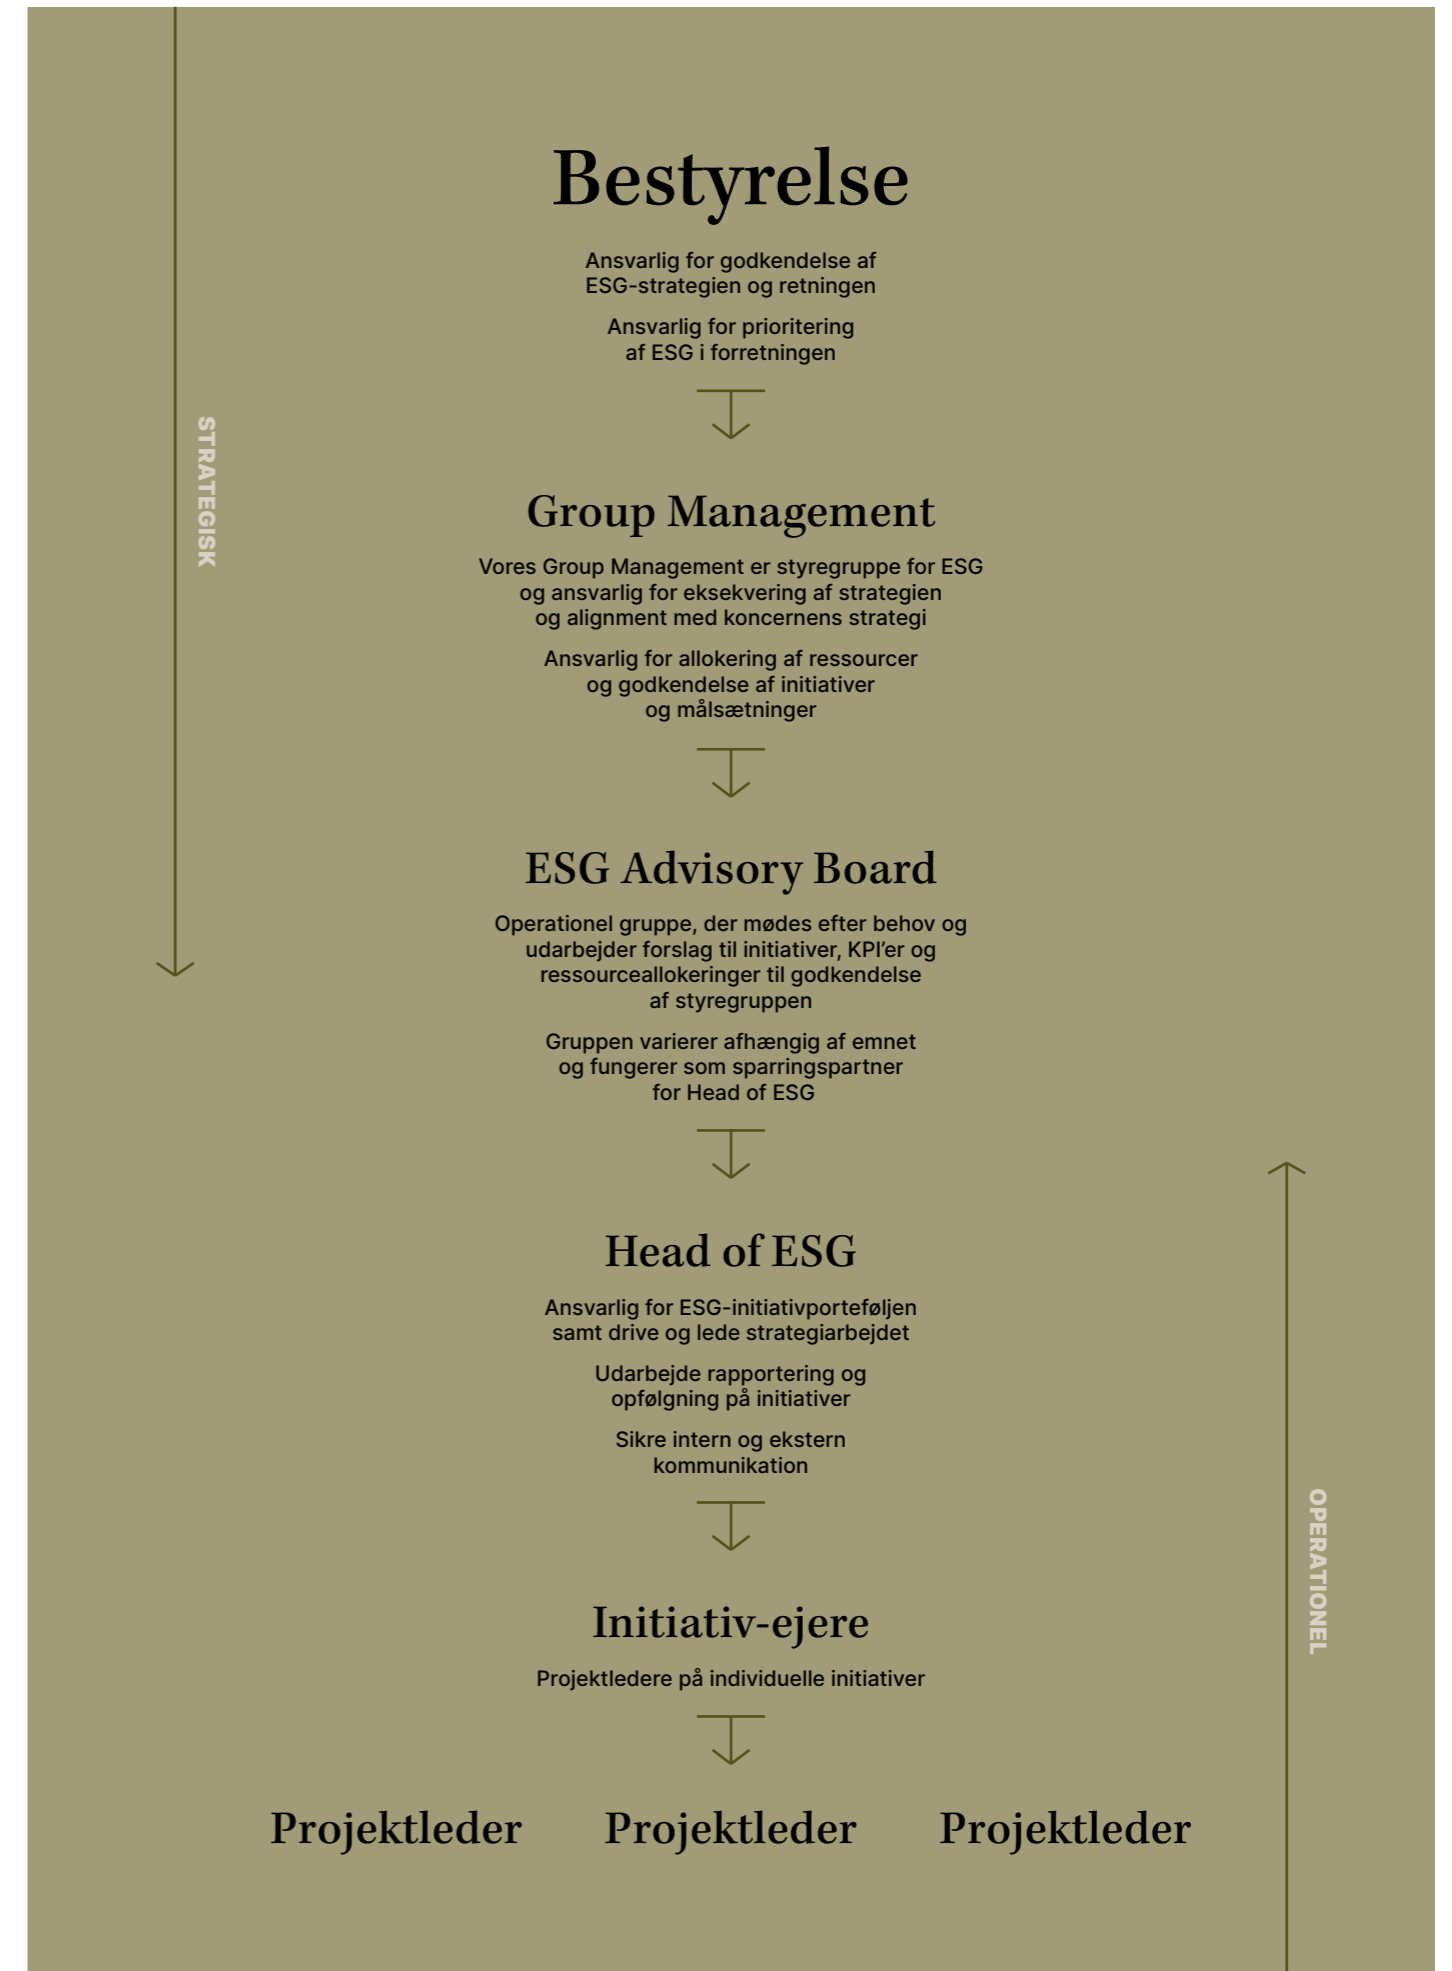 Bestyrelse
Ansvarlig for godkendelse af
ESG-strategien og retningen
Ansvarlig for prioritering
af ESG i forretningen
STRATEGISK
Group Management
Vores Group Management er styregruppe for ESG
og ansvarlig for eksekvering af strategien
og alignment med koncernens strategi
Ansvarlig for allokering af ressourcer
og godkendelse af initiativer
og målsætninger
ESG Advisory Board
Operationel gruppe, der mødes efter behov og
udarbejder forslag til initiativer, KPI’er og
ressourceallokeringer til godkendelse
af styregruppen
Gruppen varierer afhængig af emnet
og fungerer som sparringspartner
for Head of ESG
Head of ESG
Ansvarlig for ESG-initiativporteføljen
samt drive og lede strategiarbejdet
Udarbejde rapportering og
opfølgning på initiativer
Sikre intern og ekstern
kommunikation
OPERATIONEL
Initiativ-ejere
Projektledere på individuelle initiativer
Projektleder Projektleder Projektleder